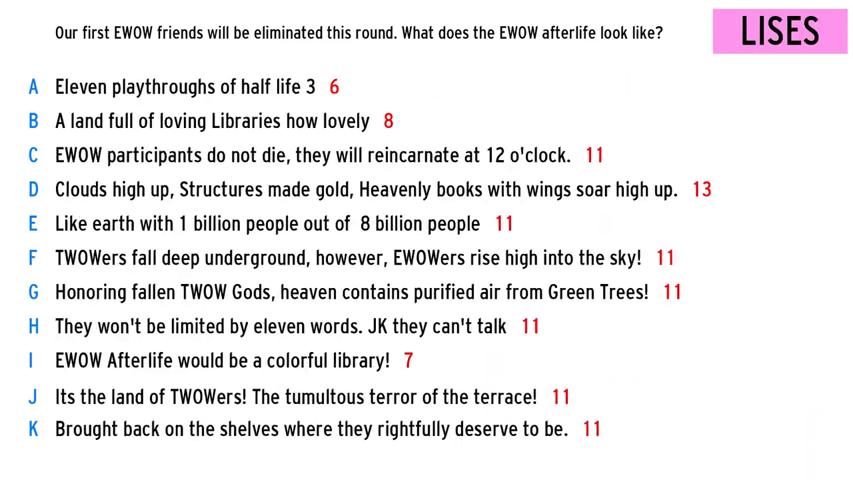 Our first EWOW friends will be eliminated this round. What does the EWOW afterlife look like?
LISES
A Eleven playthroughs of half life 3 6
B A land full of loving Libraries how lovely 8
C EWOW participants do not die, they will reincarnate at 12 o'clock. 11
D Clouds high up, Structures made gold, Heavenly books with wings soar high up. 13
E Like earth with 1 billion people out of 8 billion people 11
F TWOWers fall deep underground, however, EWOWers rise high into the sky! 11
G Honoring fallen TWOW Gods, heaven contains purified air from Green Trees! 11
H They won't be limited by eleven words. JK they can't talk 11
I EWOW Afterlife would be a colorful library! 7
J Its the land of TWOWers! The tumultous terror of the terrace! 11
K Brought back on the shelves where they rightfully deserve to be. 11